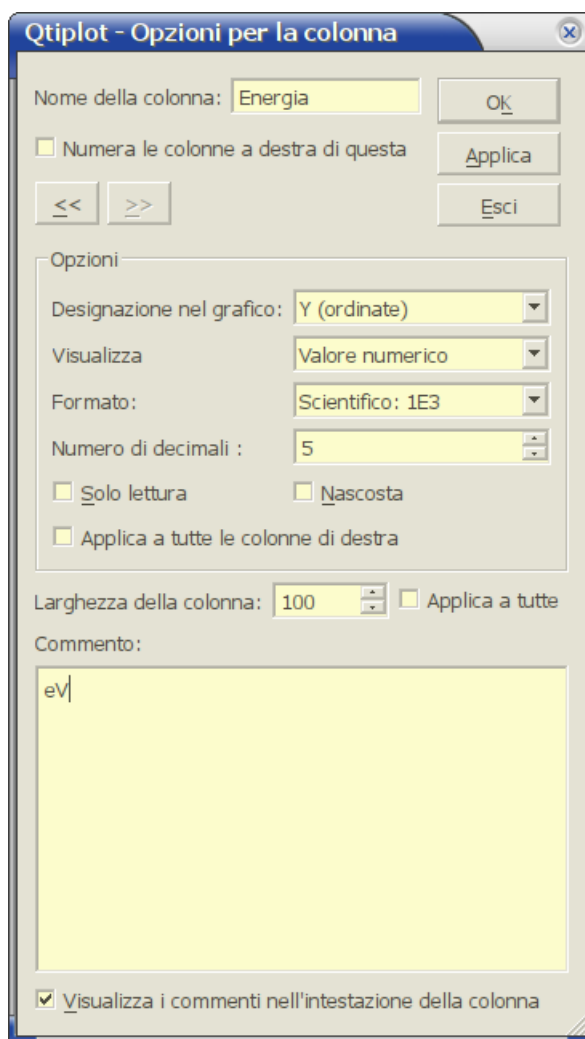 Qtiplot - Opzioni per la colonna
Nome della colonna: Energia
OK
Numera le colonne a destra di questa
Applica
<< >>
Esci
Opzioni
Designazione nel grafico: Y (ordinate)
Visualizza Valore numerico
Formato: Scientifico: 1E3
Numero di decimali : 5
Solo lettura Nascosta
Applica a tutte le colonne di destra
Larghezza della colonna: 100 Applica a tutte
Commento:
eV
Visualizza i commenti nell'intestazione della colonna